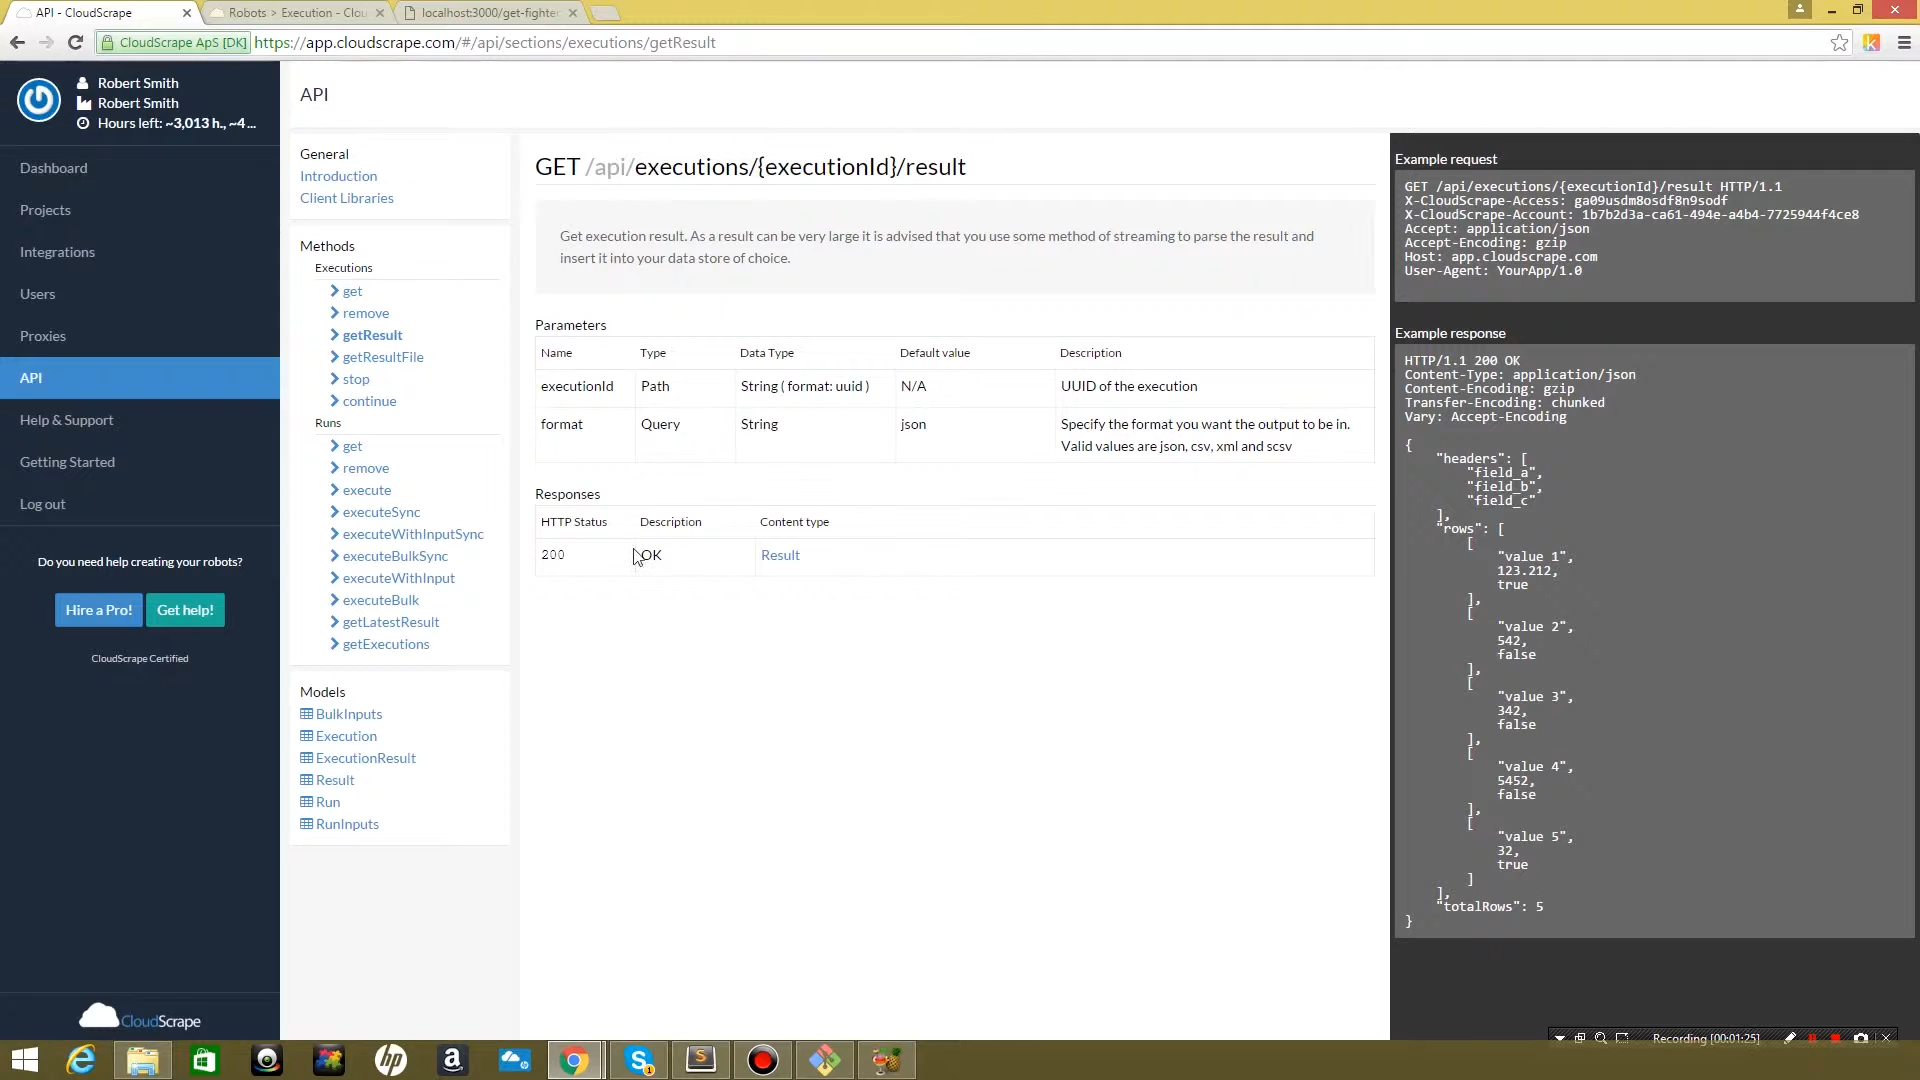 API - CloudScrape
Robots > Execution - Clou
localhost:3000/get-fighte
CloudScrape ApS [DK]
https://app.cloudscrape.com/#/api/sections/executions/getResult
Robert Smith
Robert Smith
Hours left: ~3,013 h., ~4 ...
Dashboard
Projects
Integrations
Users
Proxies
API
Help & Support
Getting Started
Log out
Do you need help creating your robots?
Hire a Pro!
Get help!
CloudScrape Certified
CloudScrape
API
General
Introduction
Client Libraries
Methods
Executions
get
remove
getResult
getResultFile
stop
continue
Runs
get
remove
execute
executeSync
executeWithInputSync
executeBulkSync
executeWithInput
executeBulk
getLatestResult
getExecutions
Models
BulkInputs
Execution
ExecutionResult
Result
Run
RunInputs
GET /api/executions/{executionId}/result
Get execution result. As a result can be very large it is advised that you use some method of streaming to parse the result and
insert it into your data store of choice.
Parameters
Name Type Data Type Default value Description
executionId Path String ( format: uuid ) N/A UUID of the execution
format Query String json Specify the format you want the output to be in.
Valid values are json, csv, xml and scsv
Responses
HTTP Status Description Content type
200 OK Result
Example request
GET /api/executions/{executionId}/result HTTP/1.1
X-CloudScrape-Access: ga09usdm8osdf8n9sodf
X-CloudScrape-Account: 1b7b2d3a-ca61-494e-a4b4-7725944f4ce8
Accept: application/json
Accept-Encoding: gzip
Host: app.cloudscrape.com
User-Agent: YourApp/1.0
Example response
HTTP/1.1 200 OK
Content-Type: application/json
Content-Encoding: gzip
Transfer-Encoding: chunked
Vary: Accept-Encoding
{
"headers": [
"field_a",
"field_b",
"field_c"
],
"rows": [
[
"value 1",
123.212,
true
],
[
"value 2",
542,
false
],
[
"value 3",
342,
false
],
[
"value 4",
5452,
false
],
[
"value 5",
32,
true
]
],
"totalRows": 5
}
Recording [00:01:25]